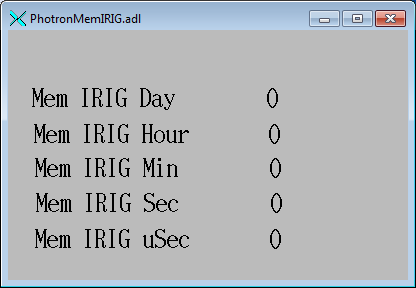 PhotronMemIRIG.adl
Mem IRIG Day 0
Mem IRIG Hour 0
Mem IRIG Min 0
Mem IRIG Sec 0
Mem IRIG uSec 0